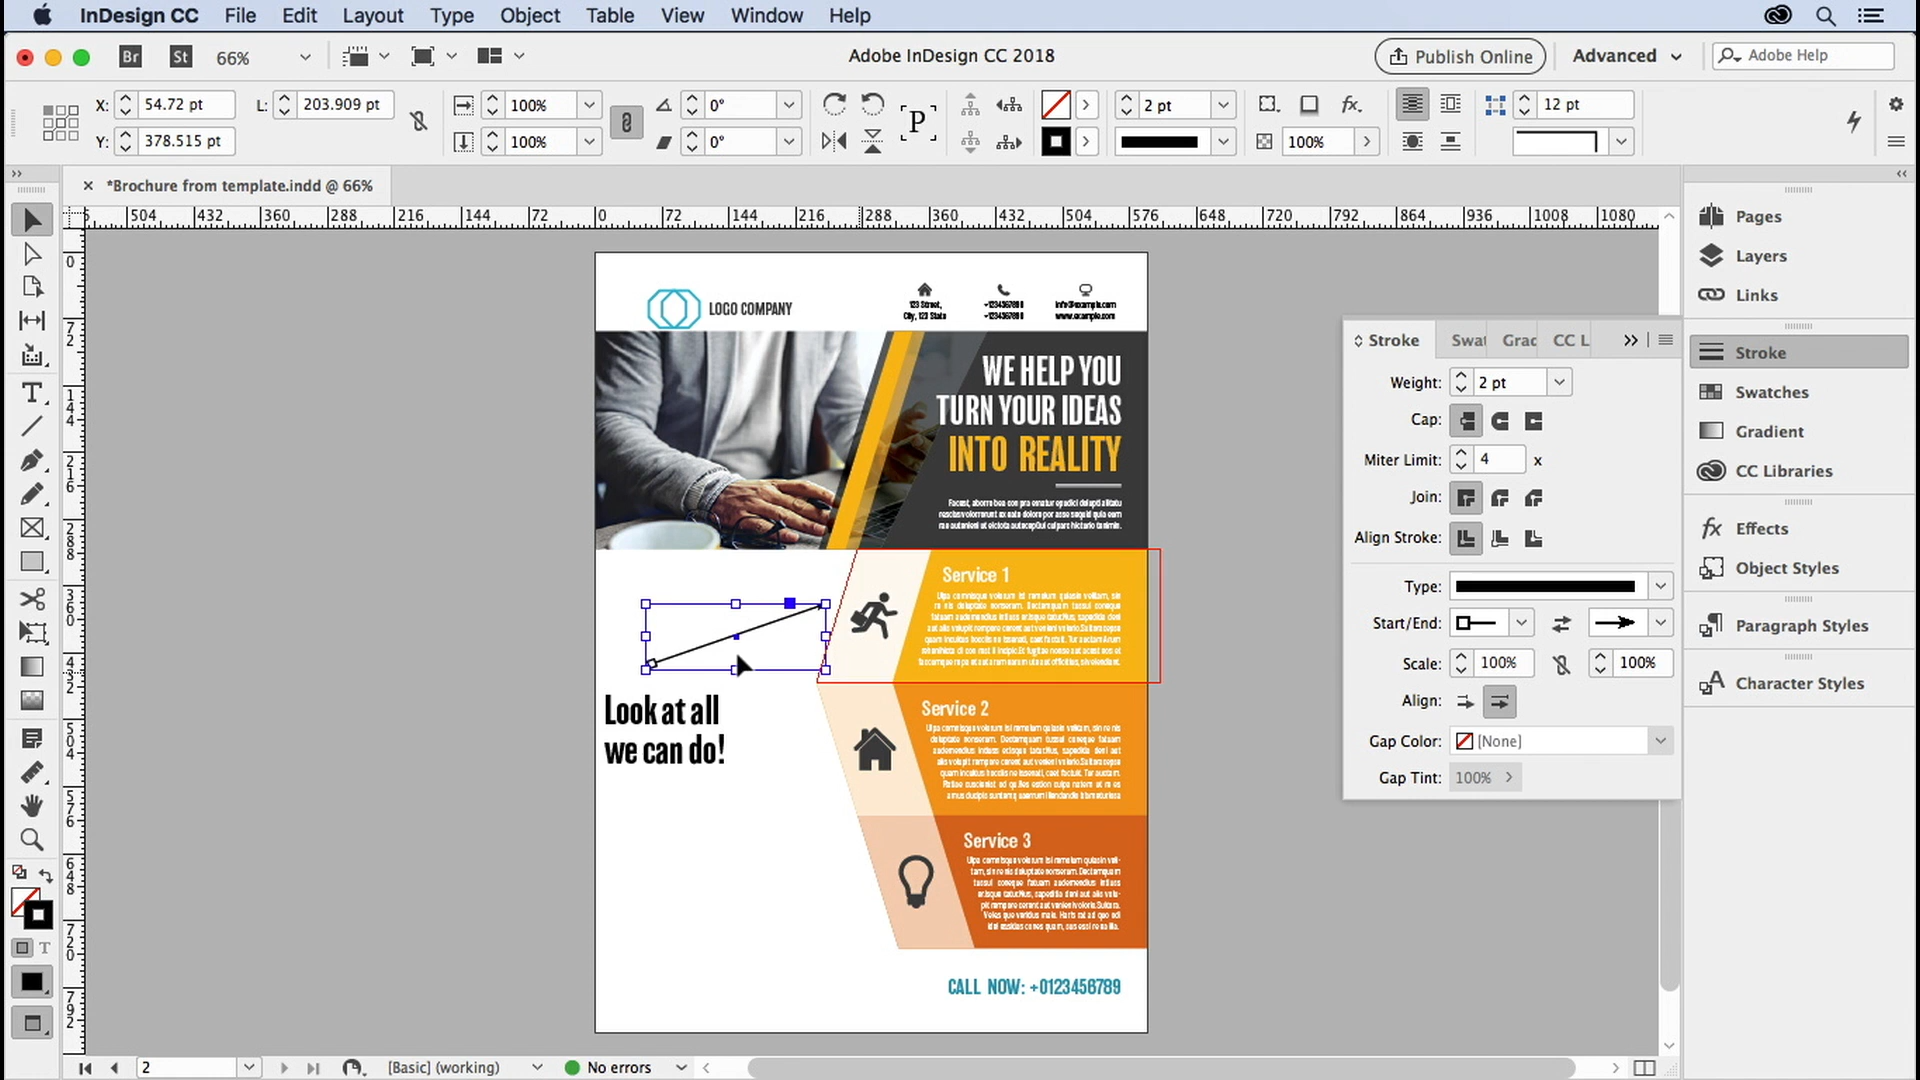 InDesign CC File Edit Layout Type Object Table View Window Help
Br St 66% Adobe InDesign CC 2018 Publish Online Advanced Adobe Help
X: 54.72 pt L: 203.909 pt 100% 0° P 2 pt fx. 12 pt
Y: 378.515 pt 100% 0° 100%
*Brochure from template.indd @ 66%
504 432 360 288 216 144 72 0 72 144 216 288 360 432 504 576 648 720 792 864 936 1008 1080
LOGO COMPANY
123 Street, +1234567890 info@example.com
City, 123 State +1234567890 www.example.com
WE HELP YOU
TURN YOUR IDEAS
INTO REALITY
Service 1
Look at all
we can do!
Service 2
Service 3
CALL NOW: +0123456789
Stroke Swat Grad CC L
Weight: 2 pt
Cap:
Miter Limit: 4 x
Join:
Align Stroke:
Type:
Start/End:
Scale: 100% 100%
Align:
Gap Color: [None]
Gap Tint: 100%
Pages
Layers
Links
Stroke
Swatches
Gradient
CC Libraries
fx Effects
Object Styles
Paragraph Styles
Character Styles
2 [Basic] (working) No errors